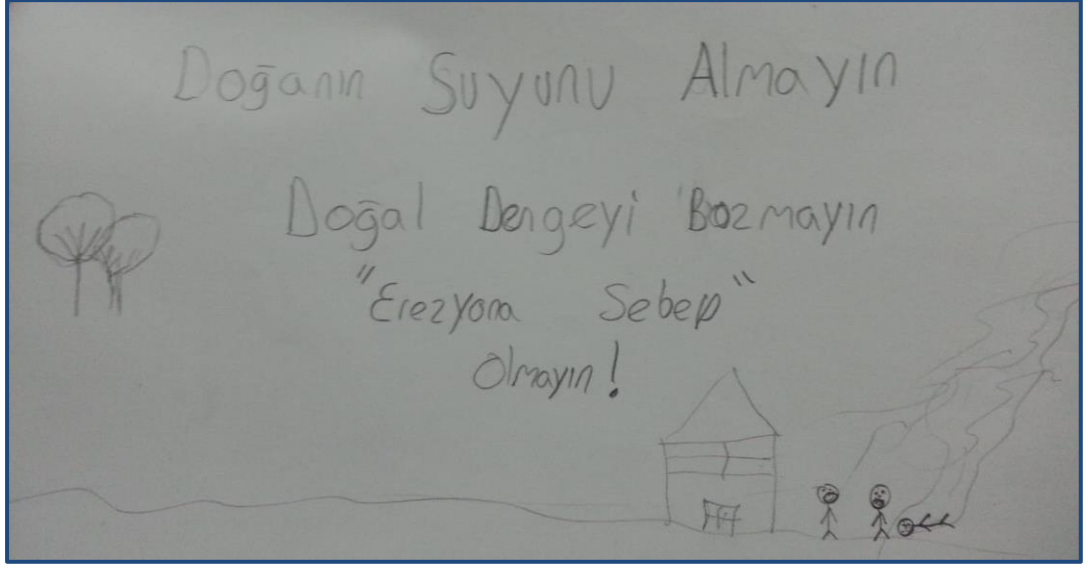 Doğanın Suyunu Almayın
Doğal Dengeyi Bozmayın
"Erezyona Sebep"
Olmayın!